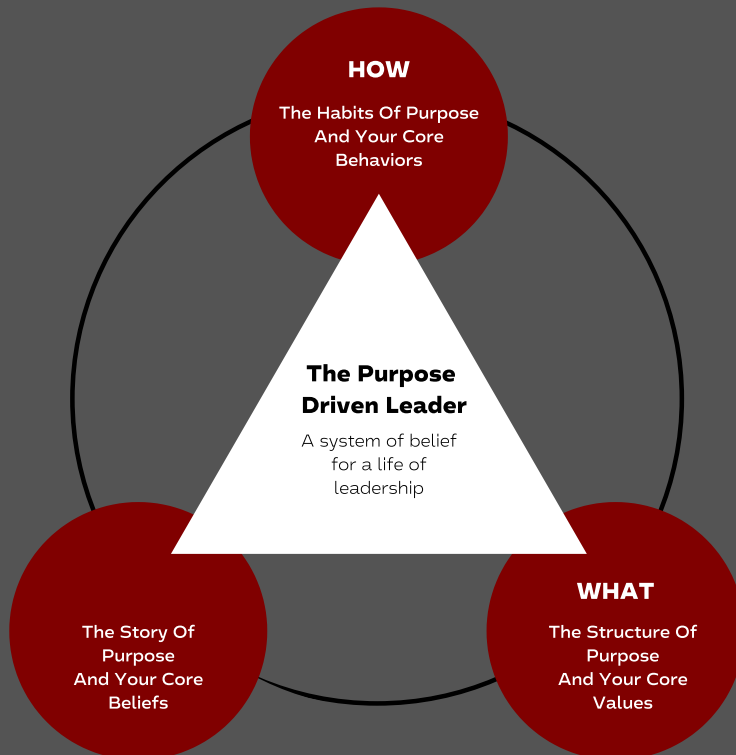 HOW
The Habits Of Purpose
And Your Core
Behaviors
The Purpose
Driven Leader
A system of belief
for a life of
leadership
The Story Of
Purpose
And Your Core
Beliefs
WHAT
The Structure Of
Purpose
And Your Core
Values